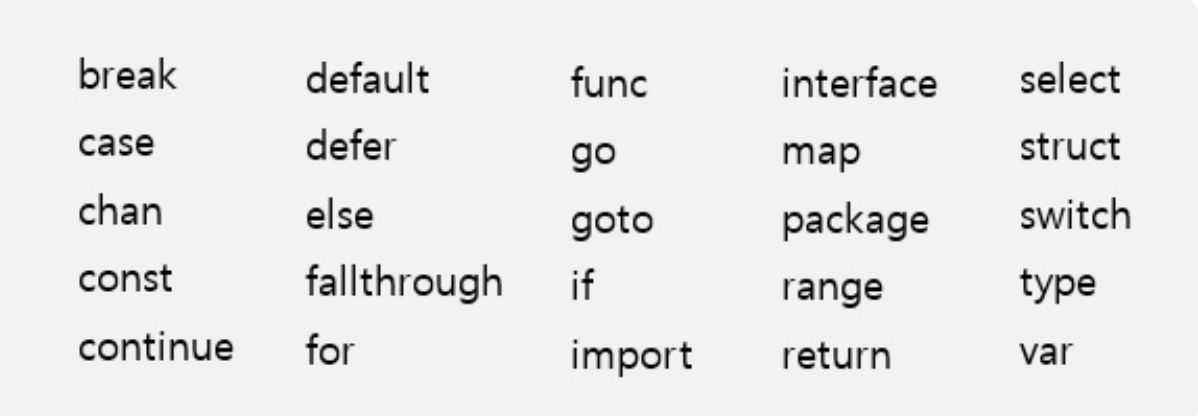 break default func interface select
case defer go map struct
chan else goto package switch
const fallthrough if range type
continue for import return var